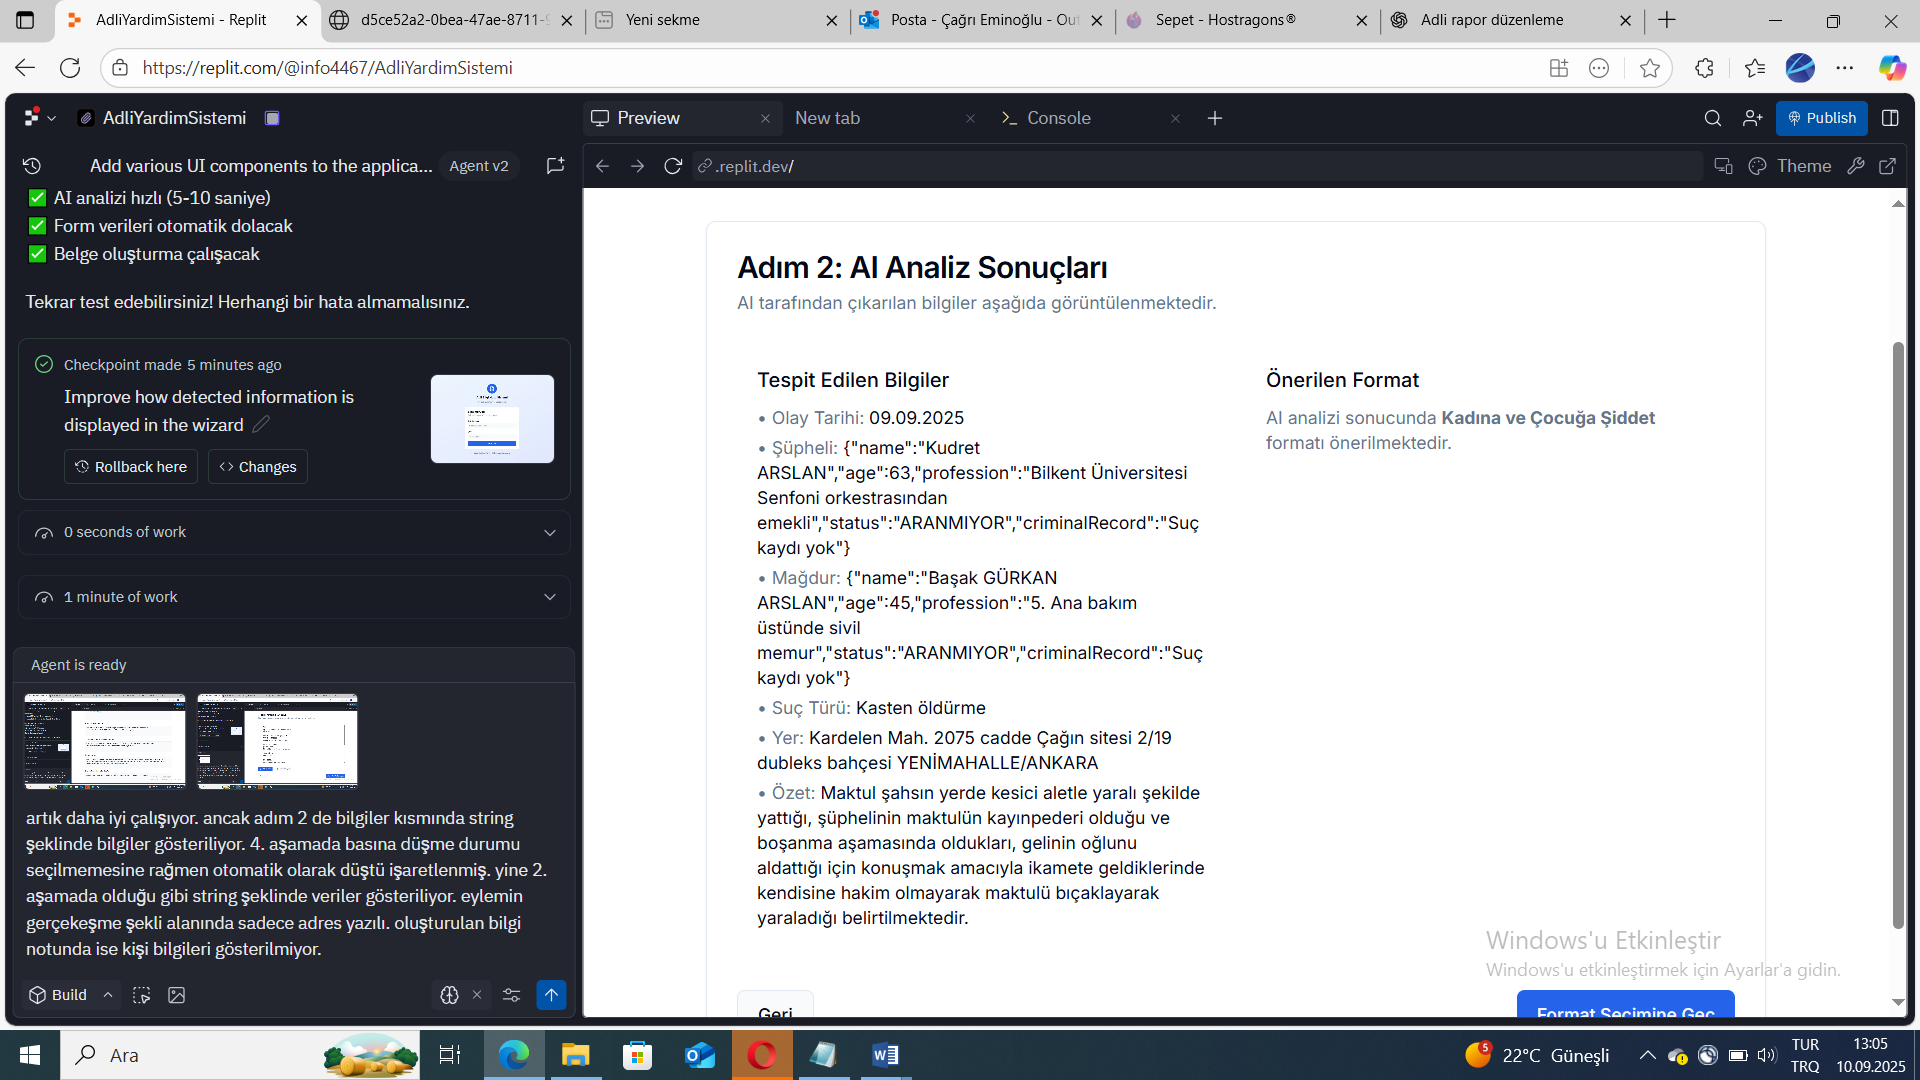 AdliYardimSistemi - Replit
d5ce52a2-0bea-47ae-8711-9
Yeni sekme
Posta - Çağrı Eminoğlu - Out
Sepet - Hostragons®
Adli rapor düzenleme
https://replit.com/@info4467/AdliYardimSistemi
AdliYardimSistemi
Preview
New tab
Console
Publish
Add various UI components to the applica...
Agent v2
.replit.dev/
Theme
AI analizi hızlı (5-10 saniye)
Form verileri otomatik dolacak
Belge oluşturma çalışacak
Tekrar test edebilirsiniz! Herhangi bir hata almamalısınız.
Checkpoint made 5 minutes ago
Improve how detected information is
displayed in the wizard
Rollback here
Changes
0 seconds of work
1 minute of work
Agent is ready
artık daha iyi çalışıyor. ancak adım 2 de bilgiler kısmında string
şeklinde bilgiler gösteriliyor. 4. aşamada basına düşme durumu
seçilmemesine rağmen otomatik olarak düştü işaretlenmiş. yine 2.
aşamada olduğu gibi string şeklinde veriler gösteriliyor. eylemin
gerçekeşme şekli alanında sadece adres yazılı. oluşturulan bilgi
notunda ise kişi bilgileri gösterilmiyor.
Build
Adım 2: AI Analiz Sonuçları
AI tarafından çıkarılan bilgiler aşağıda görüntülenmektedir.
Tespit Edilen Bilgiler
• Olay Tarihi: 09.09.2025
• Şüpheli: {"name":"Kudret
ARSLAN","age":63,"profession":"Bilkent Üniversitesi
Senfoni orkestrasından
emekli","status":"ARANMIYOR","criminalRecord":"Suç
kaydı yok"}
• Mağdur: {"name":"Başak GÜRKAN
ARSLAN","age":45,"profession":"5. Ana bakım
üstünde sivil
memur","status":"ARANMIYOR","criminalRecord":"Suç
kaydı yok"}
• Suç Türü: Kasten öldürme
• Yer: Kardelen Mah. 2075 cadde Çağın sitesi 2/19
dubleks bahçesi YENİMAHALLE/ANKARA
• Özet: Maktul şahsın yerde kesici aletle yaralı şekilde
yattığı, şüphelinin maktulün kayınpederi olduğu ve
boşanma aşamasında oldukları, gelinin oğlunu
aldattığı için konuşmak amacıyla ikamete geldiklerinde
kendisine hakim olmayarak maktulü bıçaklayarak
yaraladığı belirtilmektedir.
Önerilen Format
AI analizi sonucunda Kadına ve Çocuğa Şiddet
formatı önerilmektedir.
Geri
Format Seçimine Geç
Windows'u Etkinleştir
Windows'u etkinleştirmek için Ayarlar'a gidin.
Ara
5
22°C Güneşli
TUR
TRQ
13:05
10.09.2025